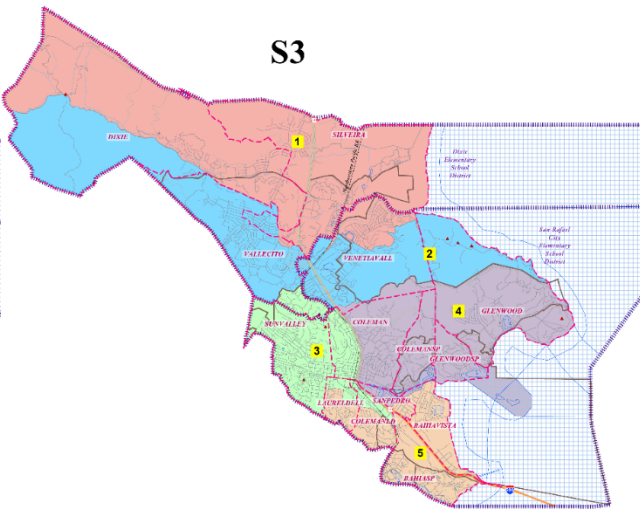 S3
DIXIE
1
SILVEIRA
Dixie
Elementary
School
District
San Rafael
City
Elementary
School
District
VALLECITO
VENETIAVALL
2
SUNVALLEY
COLEMAN
4
GLENWOOD
3
COLEMANSP
GLENWOODSP
LAURELDELL
SANPEDRO
COLEMANLD
BAHIAVISTA
5
BAHIASP